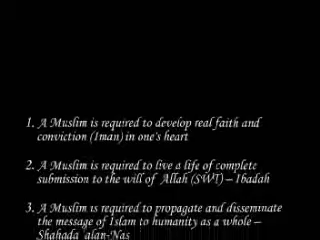 1. A Muslim is required to develop real faith and
conviction (Iman) in one's heart
2. A Muslim is required to live a life of complete
submission to the will of Allah (SWT) – Ibadah
3. A Muslim is required to propagate and disseminate
the message of Islam to humanity as a whole –
Shahada 'alan-Nas